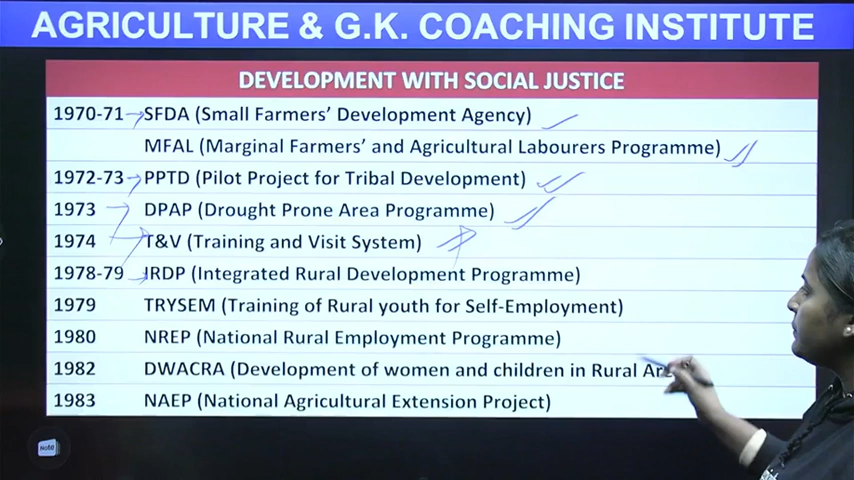 AGRICULTURE & G.K. COACHING INSTITUTE
DEVELOPMENT WITH SOCIAL JUSTICE
1970-71 SFDA (Small Farmers' Development Agency)
MFAL (Marginal Farmers' and Agricultural Labourers Programme)
1972-73 PPTD (Pilot Project for Tribal Development)
1973 DPAP (Drought Prone Area Programme)
1974 T&V (Training and Visit System)
1978-79 IRDP (Integrated Rural Development Programme)
1979 TRYSEM (Training of Rural youth for Self-Employment)
1980 NREP (National Rural Employment Programme)
1982 DWACRA (Development of women and children in Rural
1983 NAEP (National Agricultural Extension Project)
Note